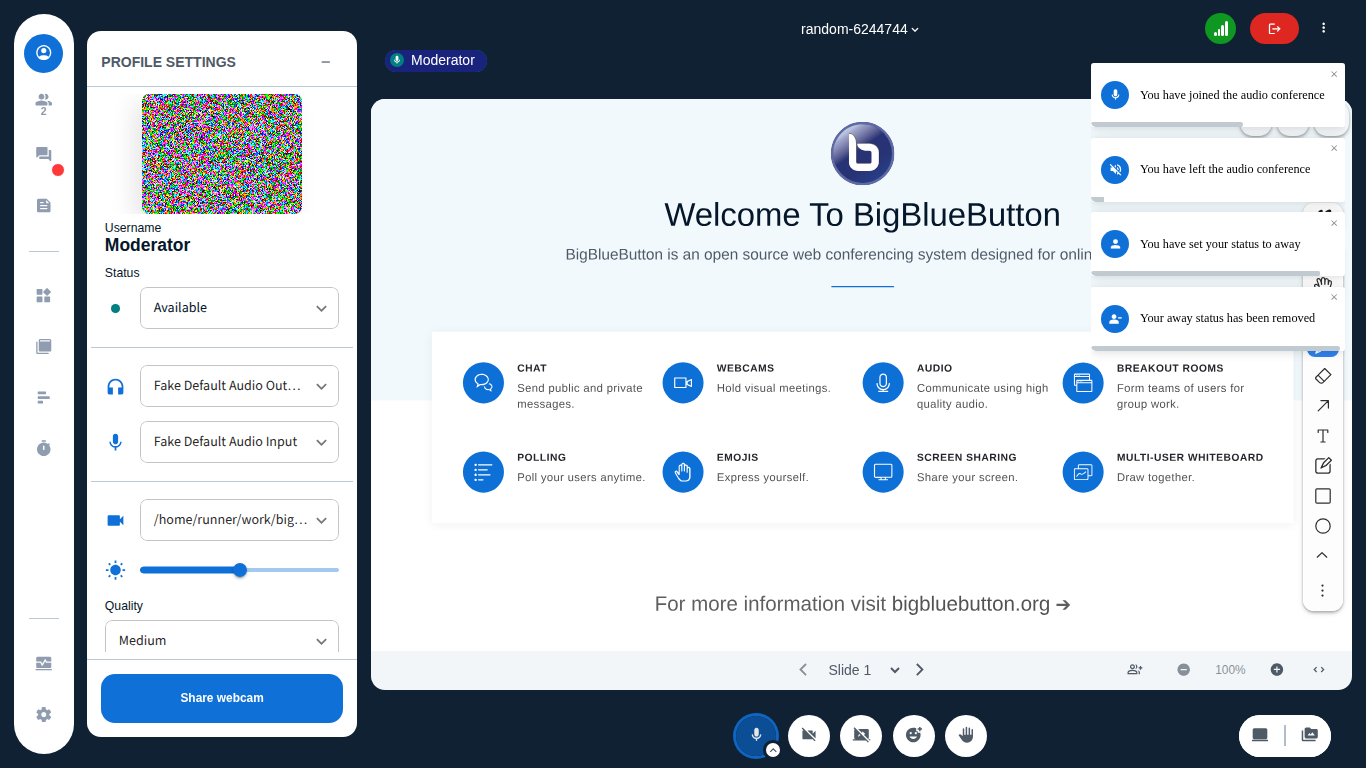 random-6244744
PROFILE SETTINGS
2
Username
Moderator
Status
Available
Fake Default Audio Out…
Fake Default Audio Input
/home/runner/work/big…
Quality
Medium
Share webcam
Moderator
Welcome To BigBlueButton
BigBlueButton is an open source web conferencing system designed for onlin
CHAT
Send public and private
messages.
WEBCAMS
Hold visual meetings.
AUDIO
Communicate using high
quality audio.
BREAKOUT ROOMS
Form teams of users for
group work.
POLLING
Poll your users anytime.
EMOJIS
Express yourself.
SCREEN SHARING
Share your screen.
MULTI-USER WHITEBOARD
Draw together.
For more information visit bigbluebutton.org ➔
Slide 1
100%
You have joined the audio conference
You have left the audio conference
You have set your status to away
Your away status has been removed